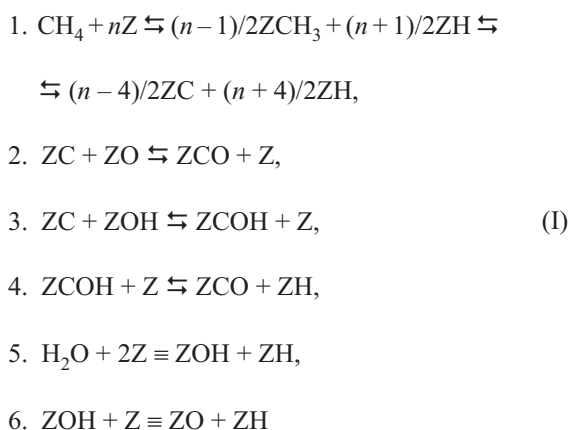 1. CH₄ + nZ ⇆ (n – 1)/2ZCH₃ + (n + 1)/2ZH ⇆
⇆ (n – 4)/2ZC + (n + 4)/2ZH,
2. ZC + ZO ⇆ ZCO + Z,
3. ZC + ZOH ⇆ ZCOH + Z, (I)
4. ZCOH + Z ⇆ ZCO + ZH,
5. H₂O + 2Z ≡ ZOH + ZH,
6. ZOH + Z ≡ ZO + ZH